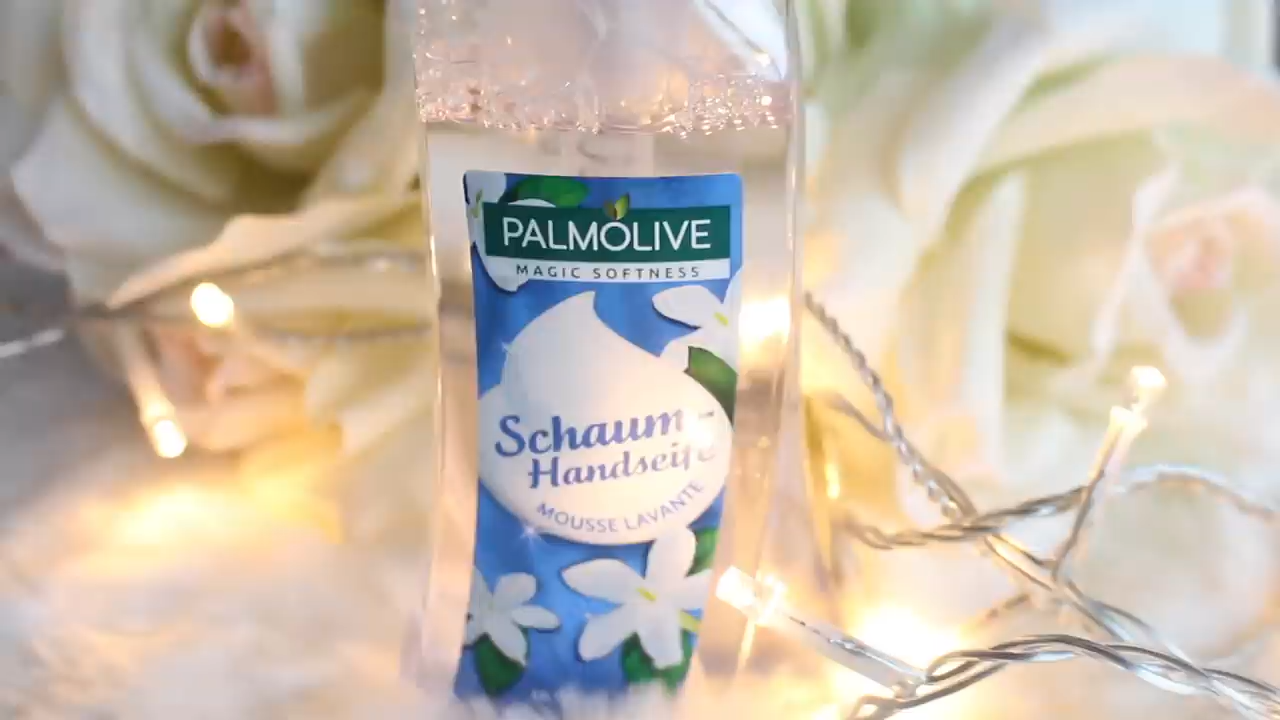 PALMOLIVE
MAGIC SOFTNESS
Schaum-
Handseife
MOUSSE LAVANTE